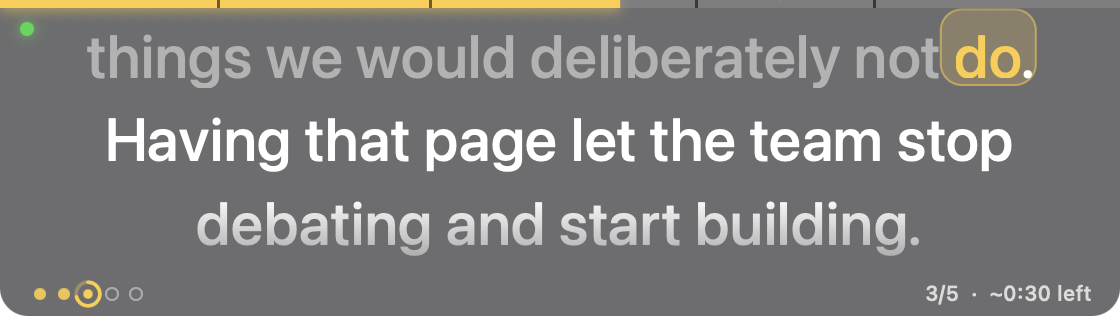 things we would deliberately not do.
Having that page let the team stop
debating and start building.
3/5 · ~0:30 left